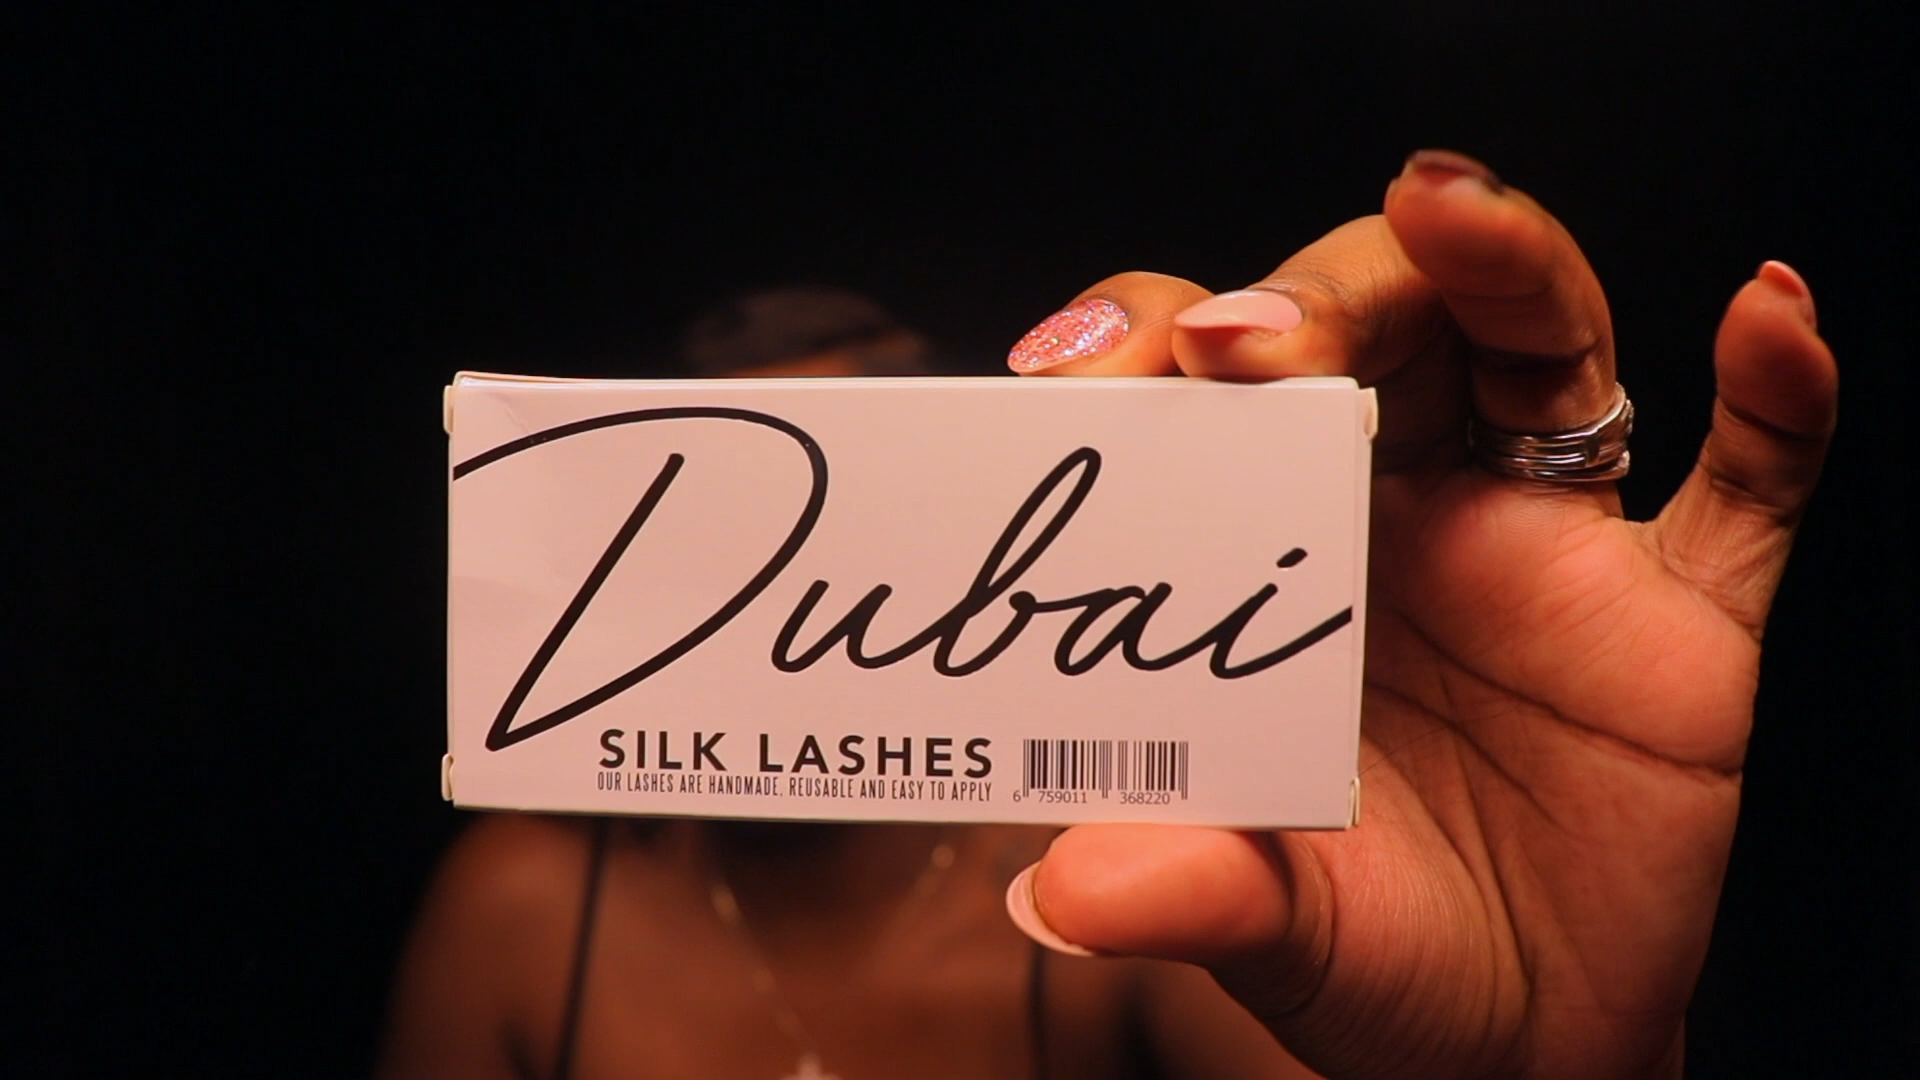 Dubai
SILK LASHES
OUR LASHES ARE HANDMADE, REUSABLE AND EASY TO APPLY
6 759011 368220